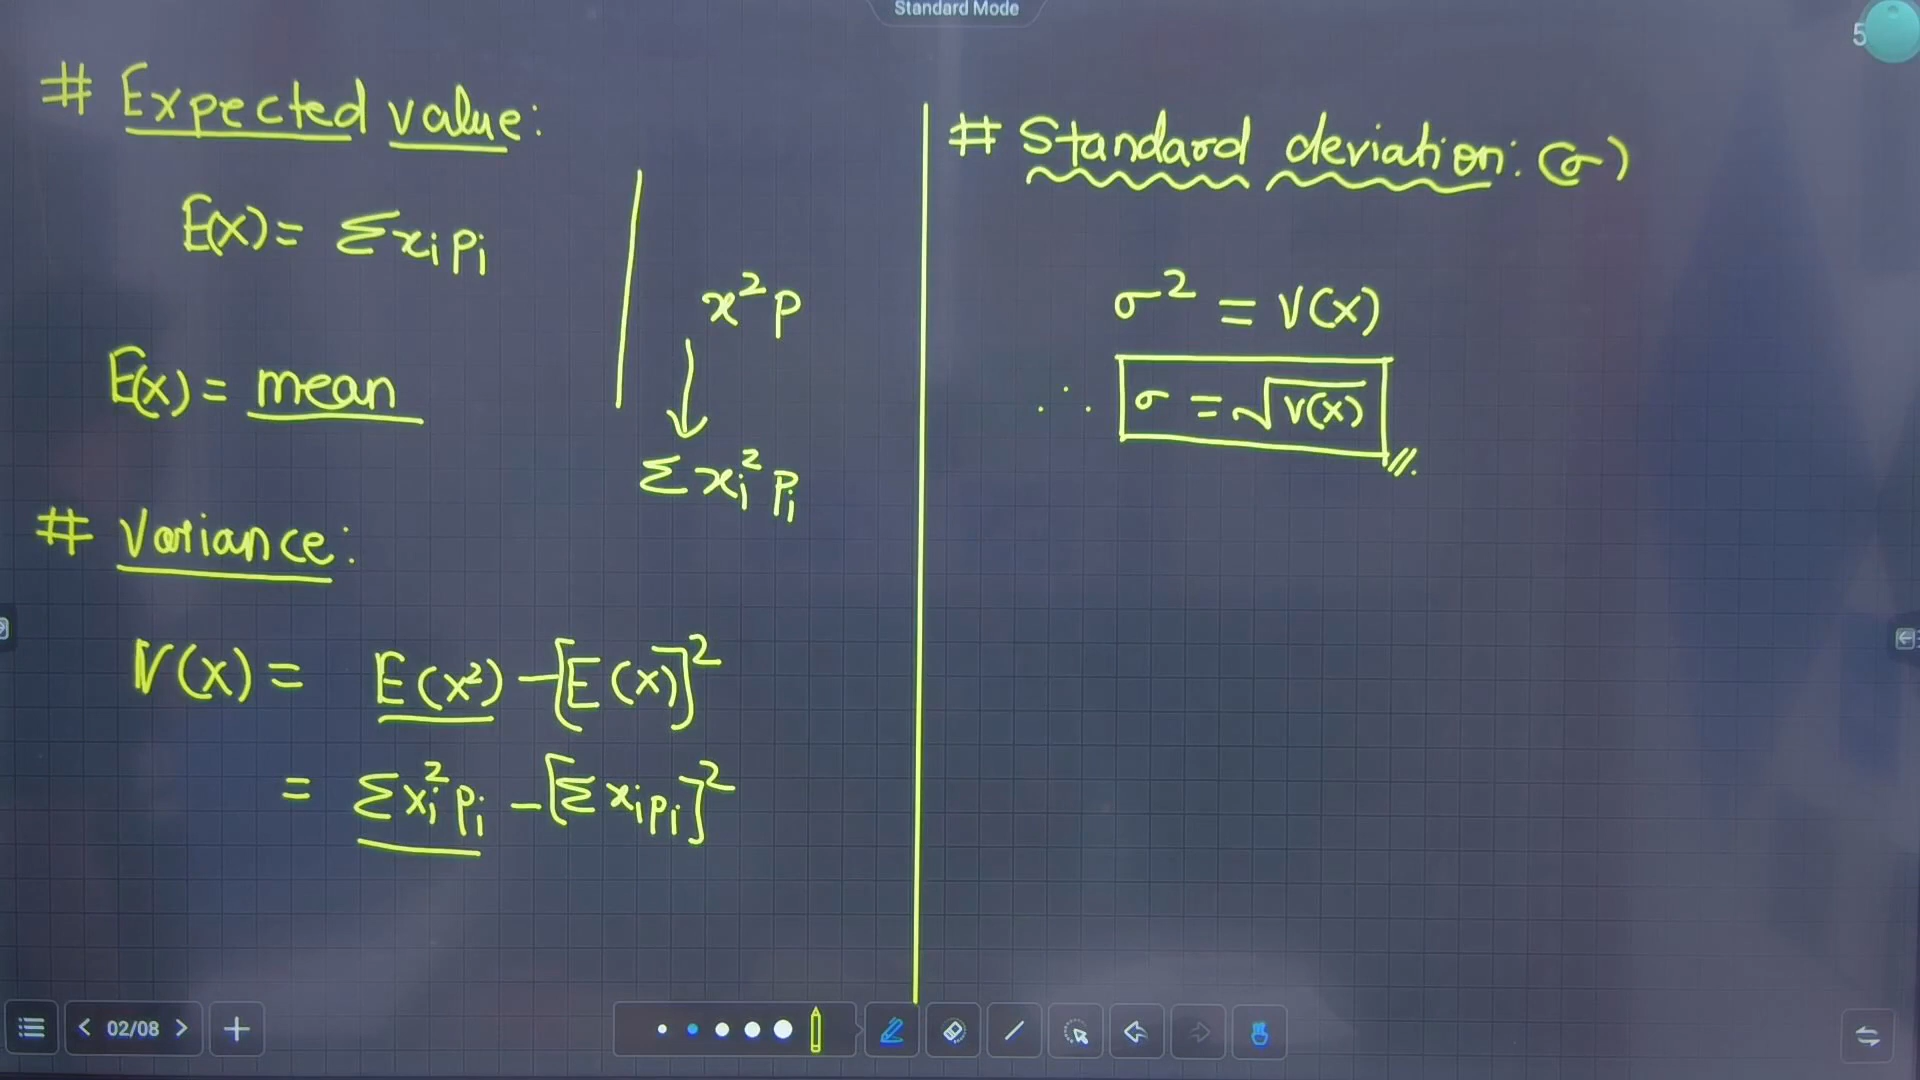 Standard Mode
5
# Expected value:
E(X) = Σxᵢpᵢ
E(x) = mean
x²p
↓
Σxᵢ²pᵢ
# Variance:
V(x) = E(x²) - [E(x)]²
= Σxᵢ²pᵢ - [Σxᵢpᵢ]²
# Standard deviation: (σ)
σ² = V(x)
∴ σ = √V(x) //.
02/08